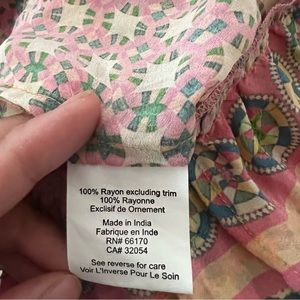 100% Rayon excluding trim
100% Rayonne
Exclisif de Ornement
Made in India
Fabrique en Inde
RN# 66170
CA# 32054
See reverse for care
Voir L'Inverse Pour Le Soin